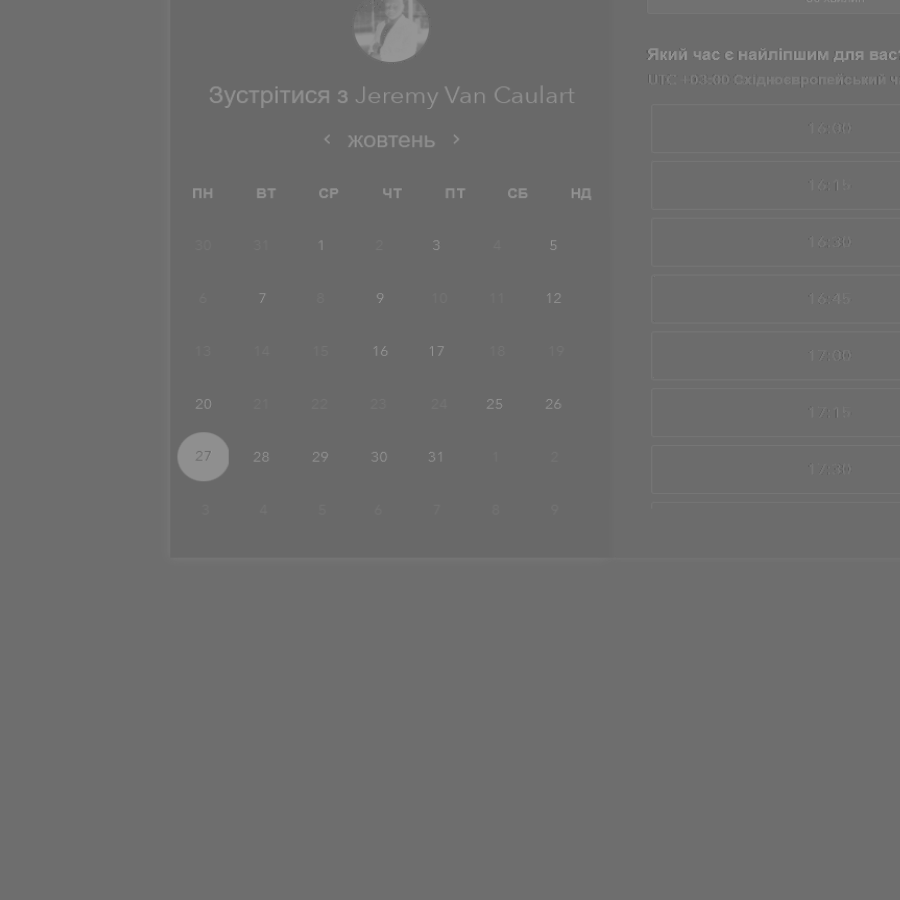 Зустрітися з Jeremy Van Caulart
‹ жовтень ›
ПН ВТ СР ЧТ ПТ СБ НД
30 31 1 2 3 4 5
6 7 8 9 10 11 12
13 14 15 16 17 18 19
20 21 22 23 24 25 26
27 28 29 30 31 1 2
3 4 5 6 7 8 9
Який час є найліпшим для вас
UTC +03:00 Східноєвропейський ч
16:00
16:15
16:30
16:45
17:00
17:15
17:30